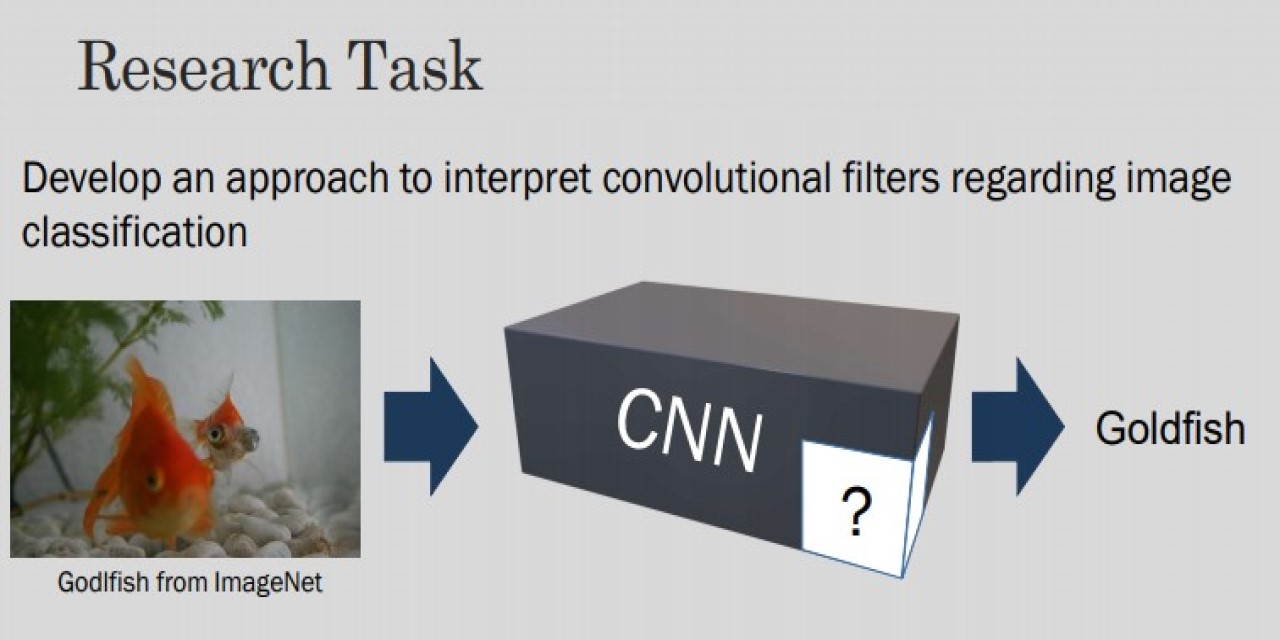 Research Task
Develop an approach to interpret convolutional filters regarding image
classification
CNN
?
Goldfish
Godlfish from ImageNet